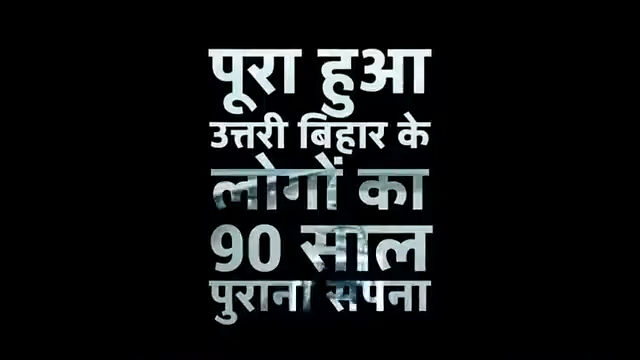 पूरा हुआ
उत्तरी बिहार के
लोगों का
90 साल
पुराना सपना